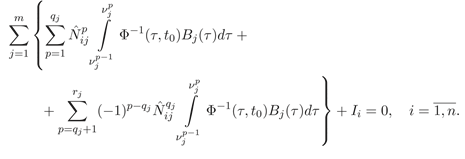 \sum_{j=1}^{m} \left\{ \sum_{p=1}^{q_j} \hat{N}_{ij}^{p} \int_{\nu_j^{p-1}}^{\nu_j^{p}} \Phi^{-1}(\tau, t_0) B_j(\tau) d\tau + \right.
\left. + \sum_{p=q_j+1}^{r_j} (-1)^{p-q_j} \hat{N}_{ij}^{q_j} \int_{\nu_j^{p-1}}^{\nu_j^{p}} \Phi^{-1}(\tau, t_0) B_j(\tau) d\tau \right\} + I_i = 0, \quad i = \overline{1, n}.